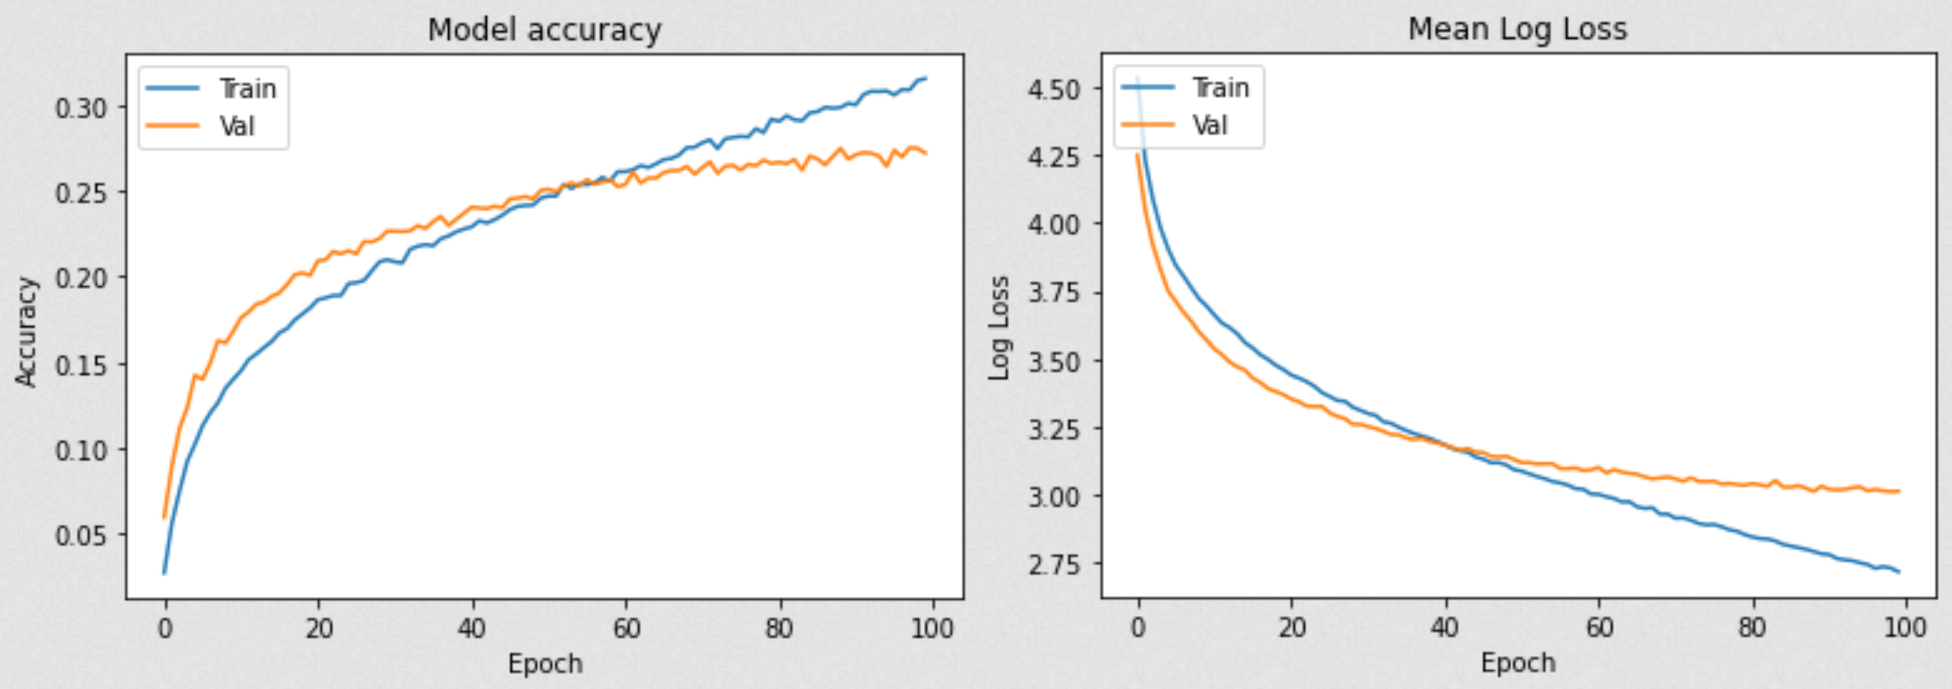 Model accuracy
Train
Val
0.30
0.25
0.20
0.15
0.10
0.05
Accuracy
0 20 40 60 80 100
Epoch
Mean Log Loss
Train
Val
4.50
4.25
4.00
3.75
3.50
3.25
3.00
2.75
Log Loss
0 20 40 60 80 100
Epoch